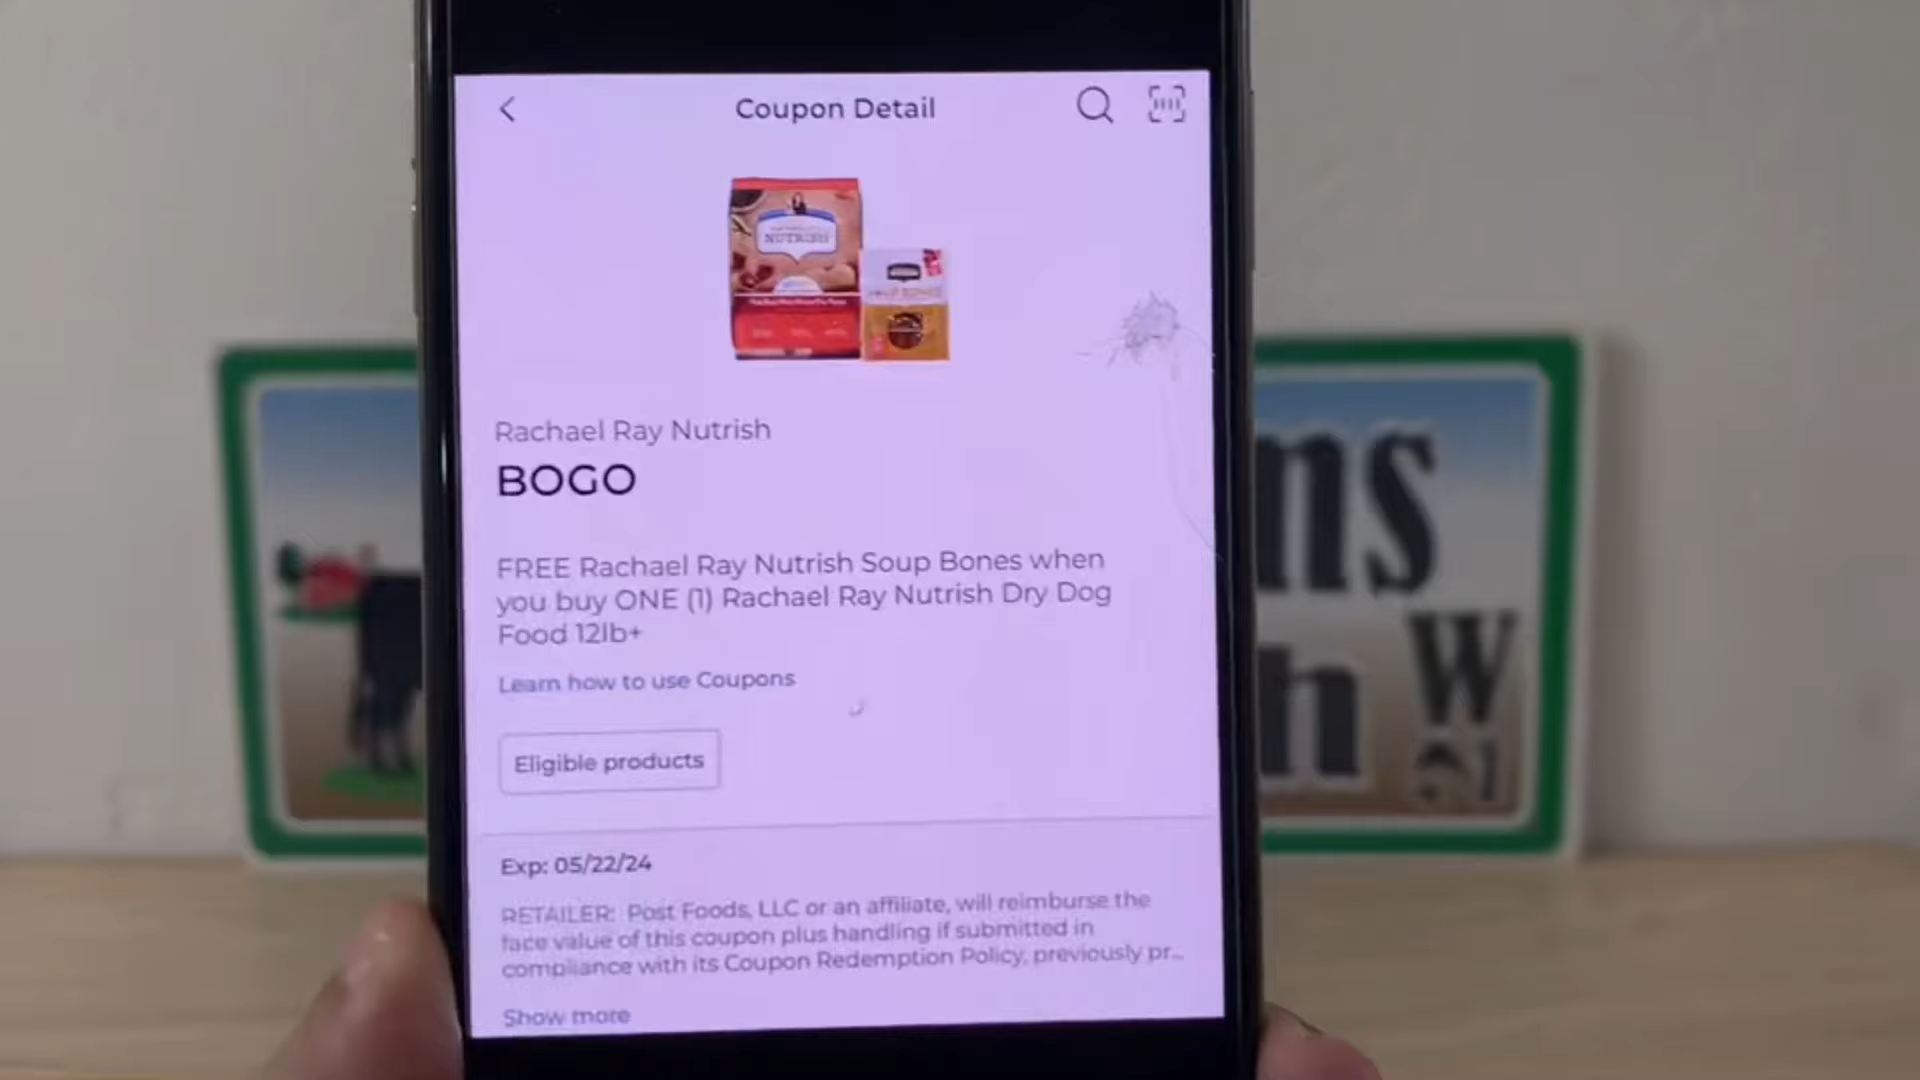 Coupon Detail
NUTRISH
Rachael Ray Nutrish
BOGO
FREE Rachael Ray Nutrish Soup Bones when
you buy ONE (1) Rachael Ray Nutrish Dry Dog
Food 12lb+
Learn how to use Coupons
Eligible products
Exp: 05/22/24
RETAILER: Post Foods, LLC or an affiliate, will reimburse the
face value of this coupon plus handling if submitted in
compliance with its Coupon Redemption Policy, previously pr...
Show more
ns
h
W